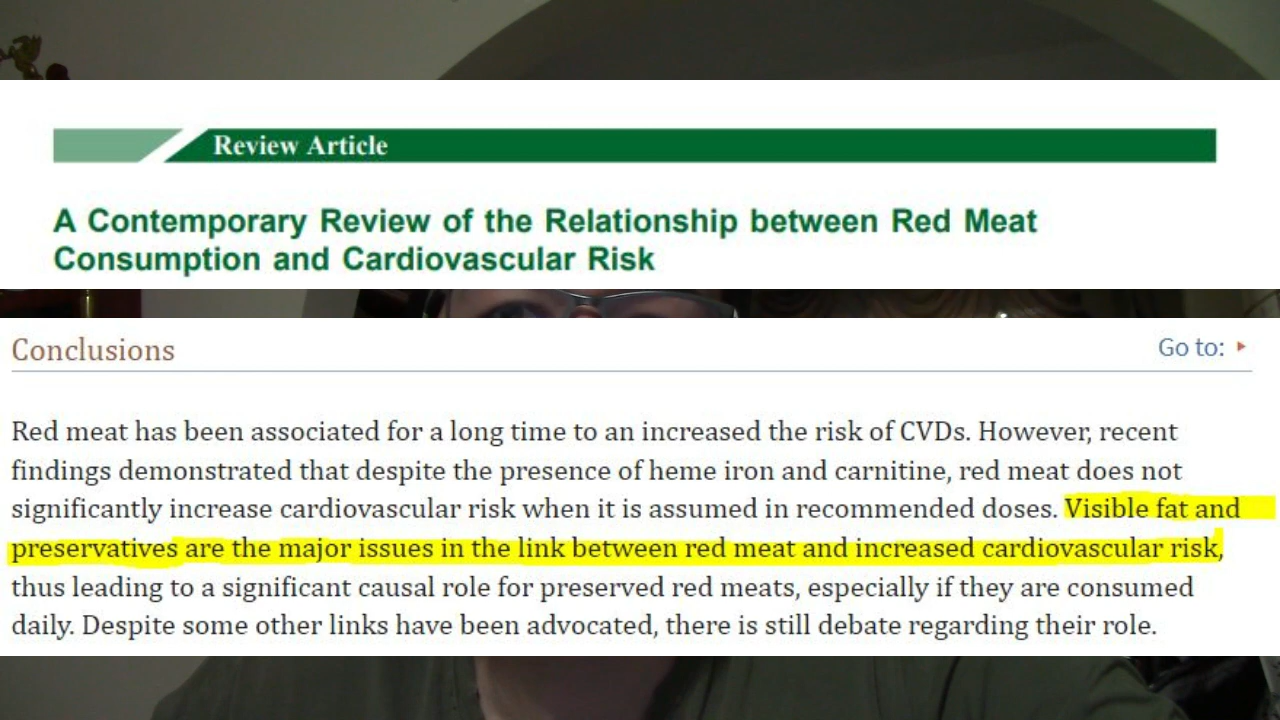 Review Article
A Contemporary Review of the Relationship between Red Meat
Consumption and Cardiovascular Risk
Conclusions
Go to:
Red meat has been associated for a long time to an increased the risk of CVDs. However, recent
findings demonstrated that despite the presence of heme iron and carnitine, red meat does not
significantly increase cardiovascular risk when it is assumed in recommended doses. Visible fat and
preservatives are the major issues in the link between red meat and increased cardiovascular risk,
thus leading to a significant causal role for preserved red meats, especially if they are consumed
daily. Despite some other links have been advocated, there is still debate regarding their role.